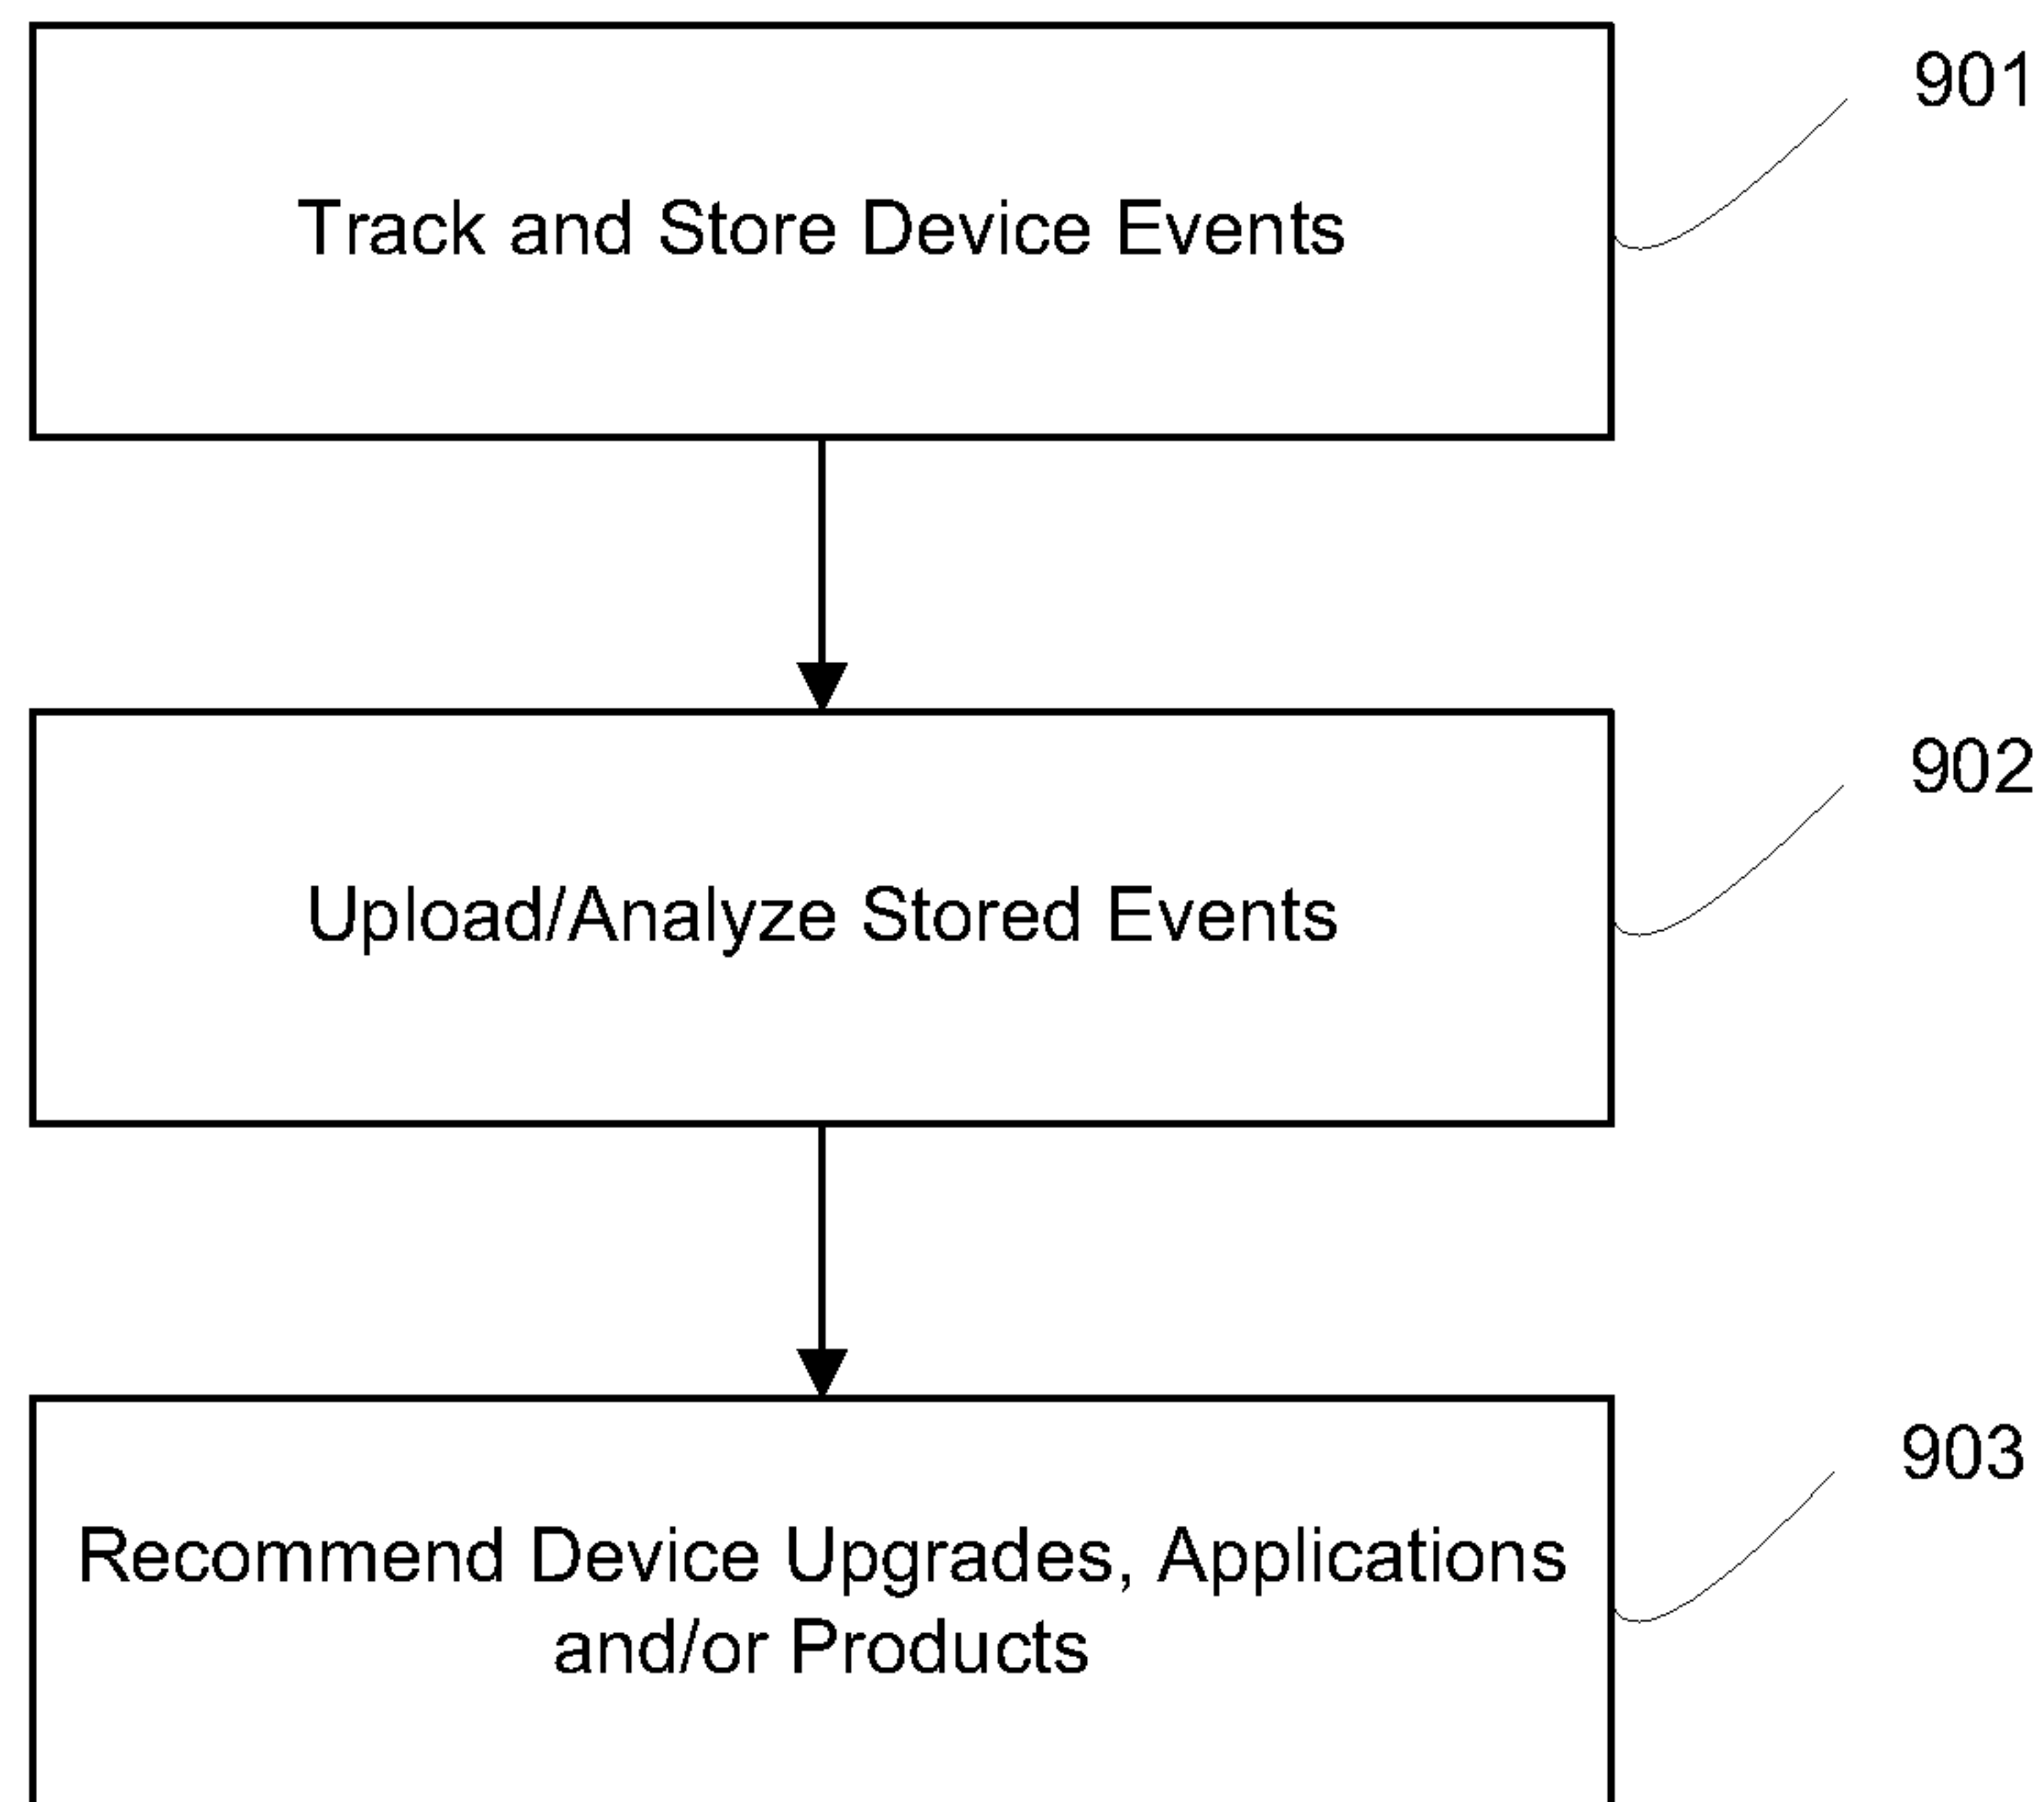 901
Track and Store Device Events
902
Upload/Analyze Stored Events
903
Recommend Device Upgrades, Applications
and/or Products